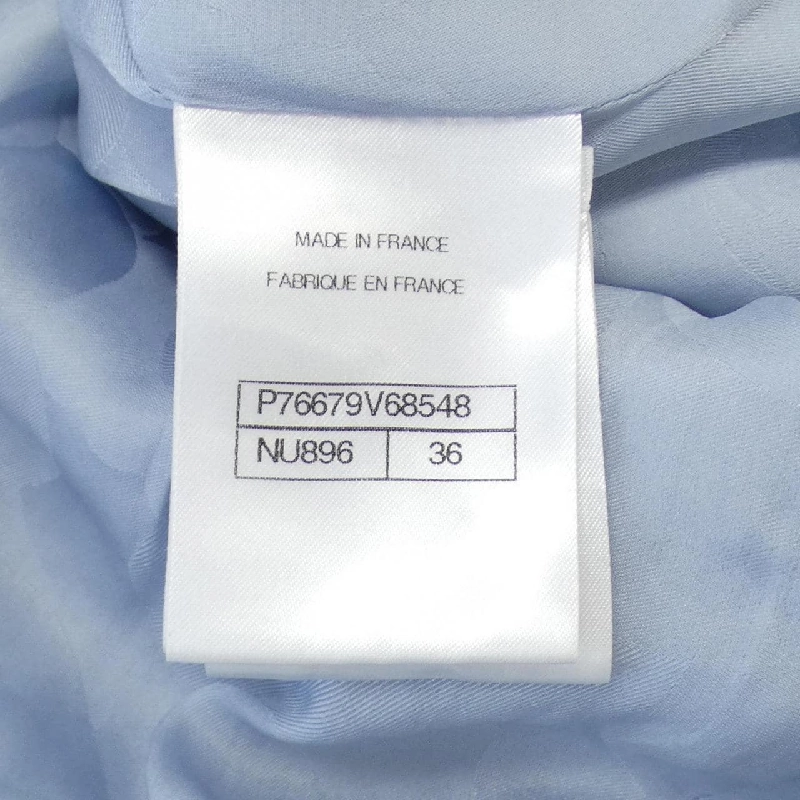 MADE IN FRANCE
FABRIQUE EN FRANCE
P76679V68548
NU896 36